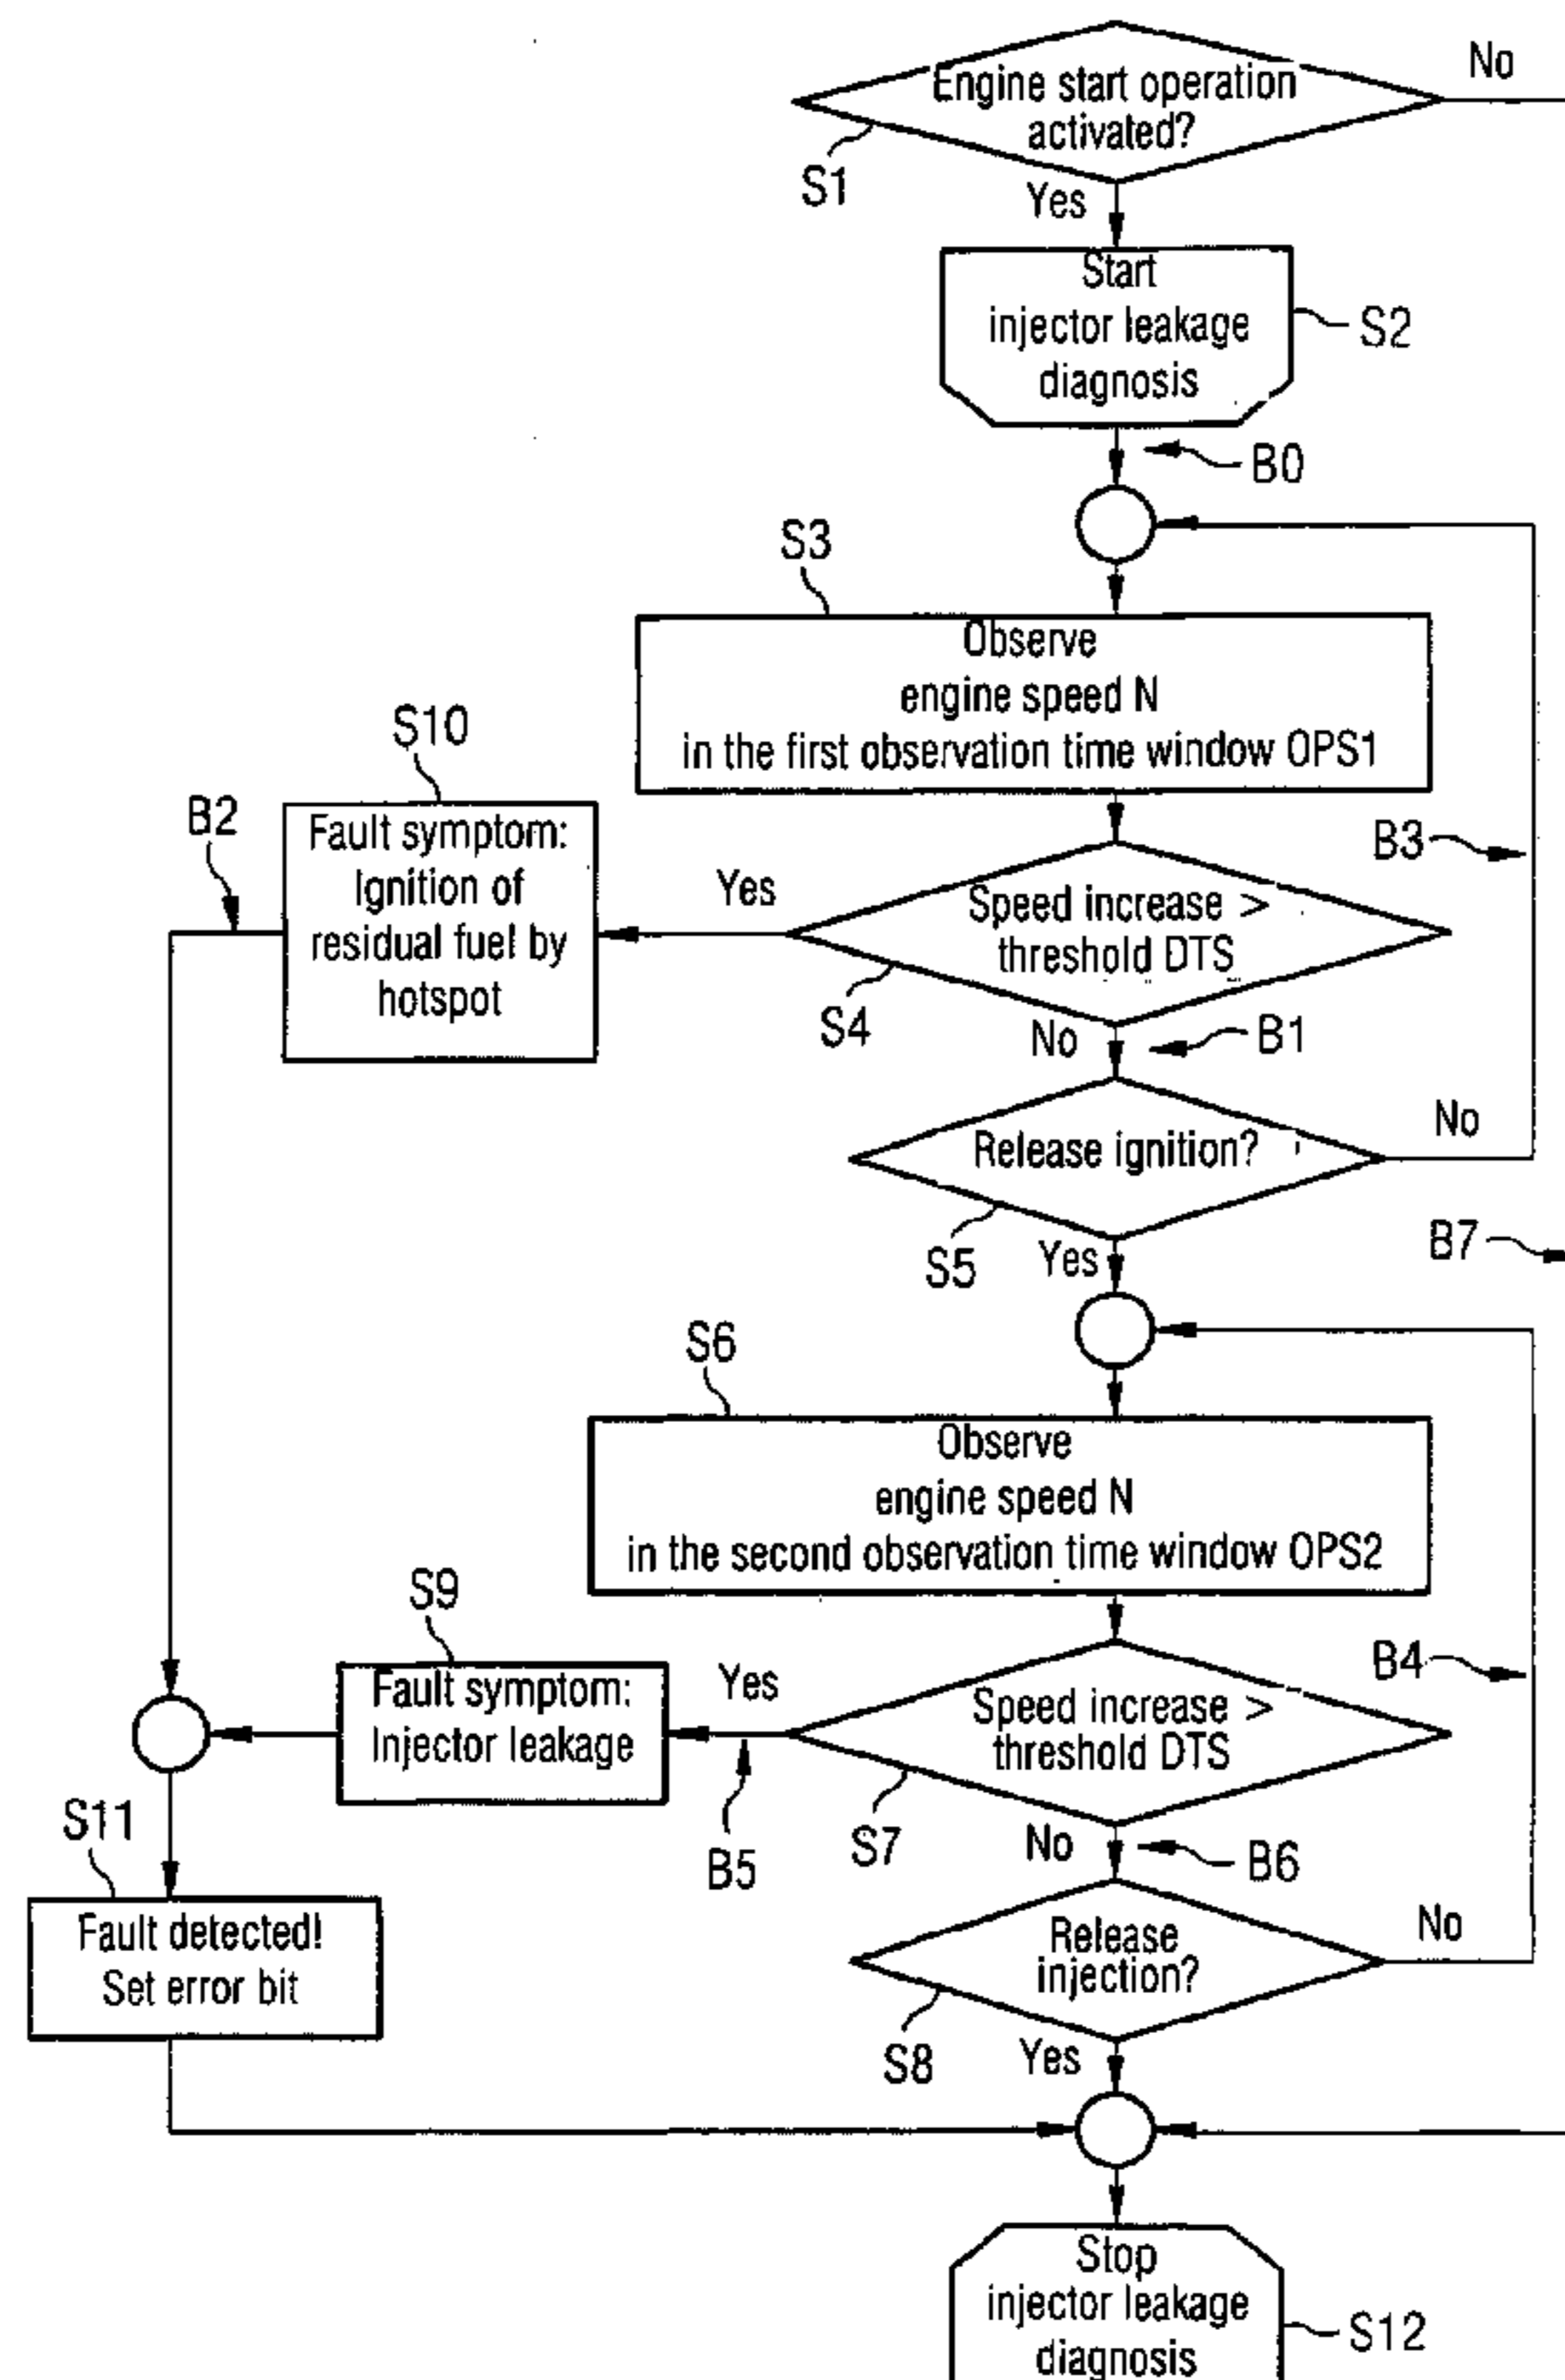 Engine start operation
activated?
No
S1
Yes
Start
injector leakage
diagnosis
S2
B0
S3
Observe
engine speed N
in the first observation time window OPS1
S10
B2
Fault symptom:
Ignition of
residual fuel by
hotspot
Yes
Speed increase >
threshold DTS
B3
S4
No
B1
Release ignition?
No
S5
Yes
B7
S6
Observe
engine speed N
in the second observation time window OPS2
S9
Fault symptom:
Injector leakage
Yes
Speed increase >
threshold DTS
B4
B5
S7
No
B6
S11
Fault detected!
Set error bit
Release
injection?
No
S8
Yes
Stop
injector leakage
diagnosis
S12